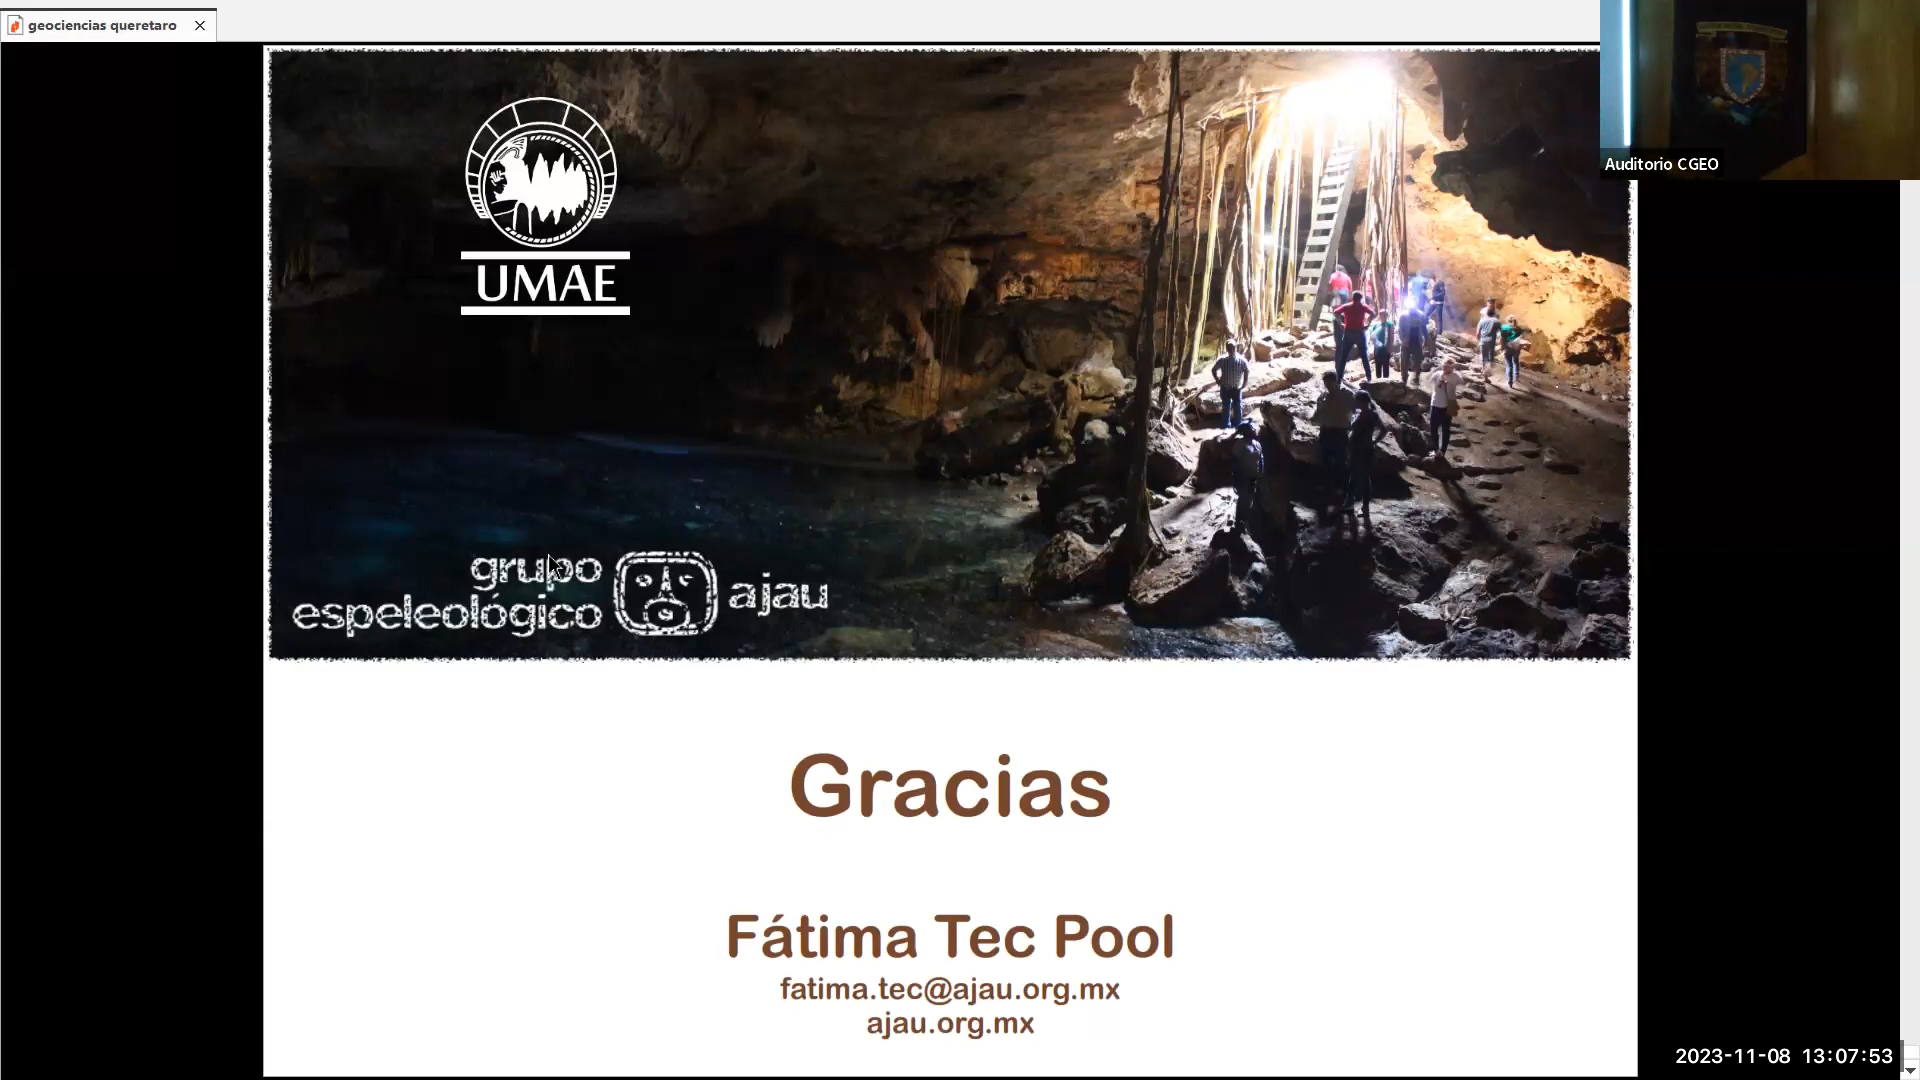 geociencias queretaro
Auditorio CGEO
UMAE
grupo
espeleológico
ajau
Gracias
Fátima Tec Pool
fatima.tec@ajau.org.mx
ajau.org.mx
2023-11-08 13:07:53